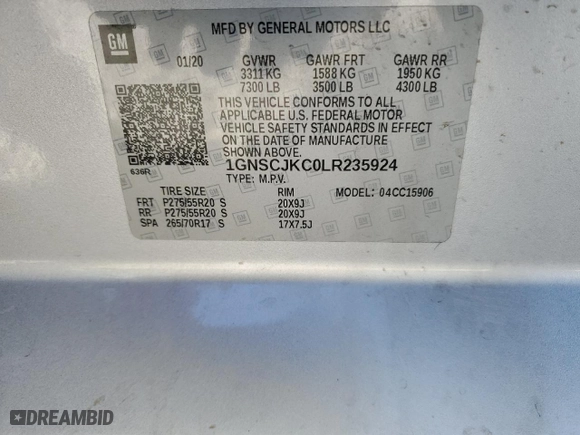 MFD BY GENERAL MOTORS LLC
GM
01/20 GVWR GAWR FRT GAWR RR
3311 KG 1588 KG 1950 KG
7300 LB 3500 LB 4300 LB
THIS VEHICLE CONFORMS TO ALL
APPLICABLE U.S. FEDERAL MOTOR
VEHICLE SAFETY STANDARDS IN EFFECT
ON THE DATE OF MANUFACTURE
SHOWN ABOVE.
636R 1GNSCJKC0LR235924
TYPE: M.P.V.
TIRE SIZE RIM MODEL: 04CC15906
FRT P275/55R20 S 20X9J
RR P275/55R20 S 20X9J
SPA 265/70R17 S 17X7.5J
DREAMBID